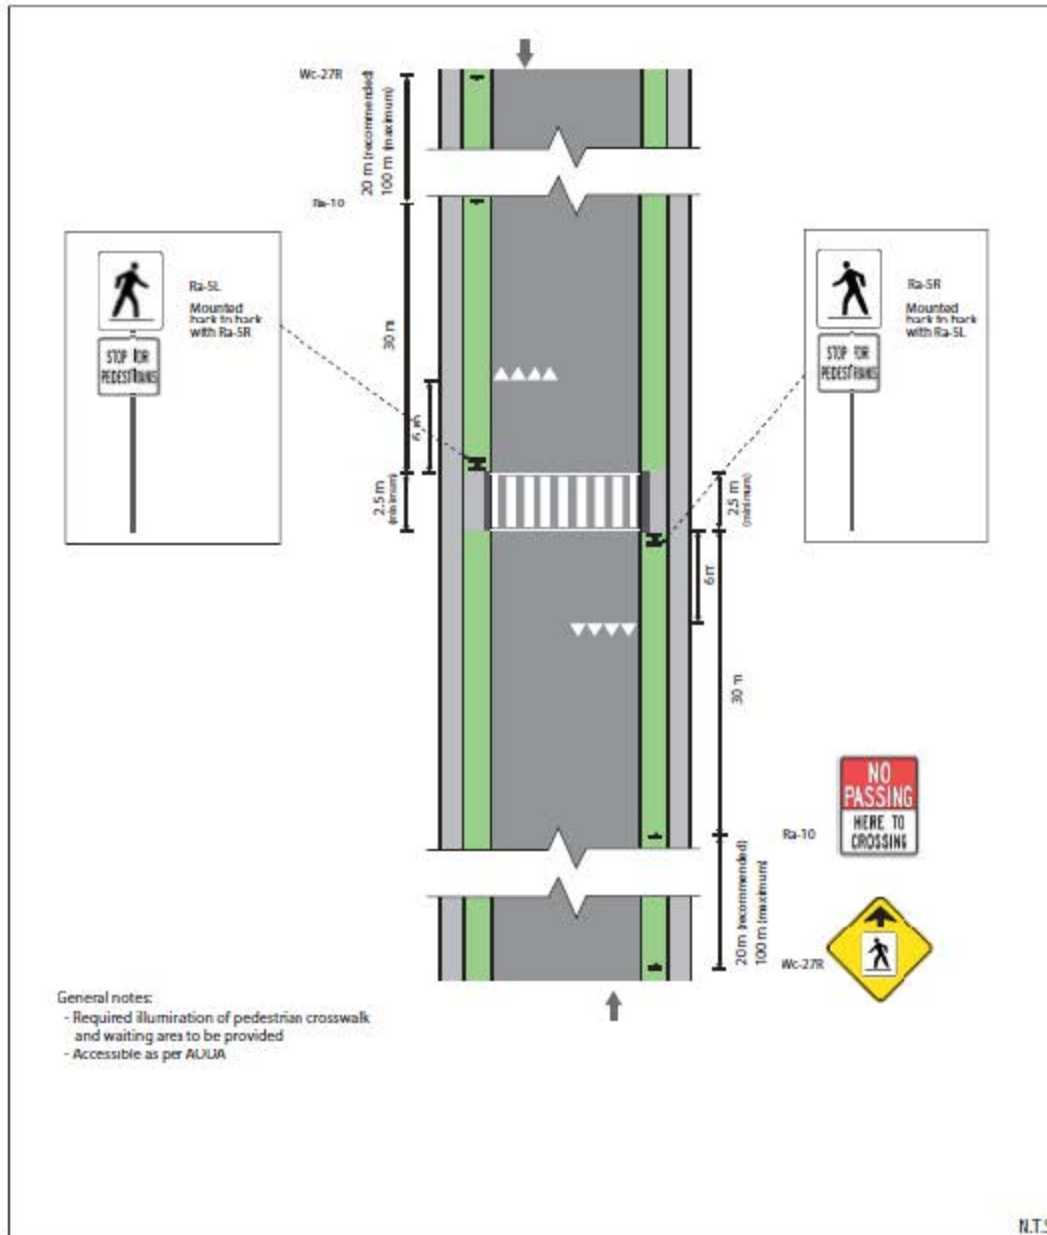 Wc-27R
20 m (recommended)
100 m (maximum)
Ra-10
30 m
6 m
2.5 m
(minimum)
Ra-5L
Mounted
back to back
with Ra-5R
STOP FOR
PEDESTRIANS
Ra-5R
Mounted
back to back
with Ra-5L
STOP FOR
PEDESTRIANS
2.5 m
(minimum)
6 m
30 m
NO
PASSING
HERE TO
CROSSING
Ra-10
20 m (recommended)
100 m (maximum)
Wc-27R
General notes:
- Required illumination of pedestrian crosswalk
and waiting area to be provided
- Accessible as per AODA
N.T.S